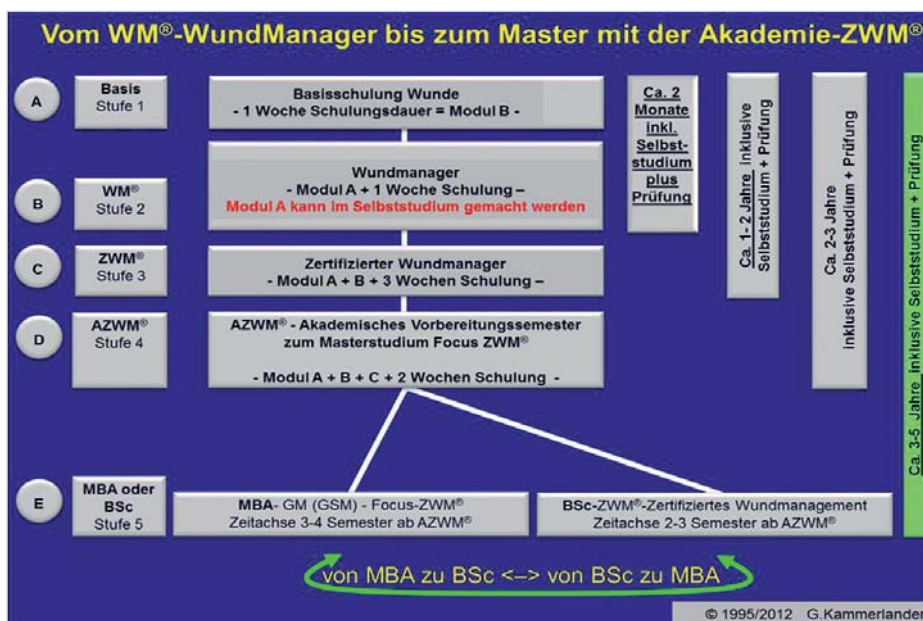 Vom WM®-WundManager bis zum Master mit der Akademie-ZWM®
A
Basis
Stufe 1
Basisschulung Wunde
- 1 Woche Schulungsdauer = Modul B -
Ca. 2
Monate
inkl.
Selbst-
studium
plus
Prüfung
Ca. 1- 2 Jahre inklusive
Selbststudium + Prüfung
Ca. 2-3 Jahre
inklusive Selbststudium + Prüfung
Ca. 3-5 Jahre inklusive Selbststudium + Prüfung
B
WM®
Stufe 2
Wundmanager
- Modul A + 1 Woche Schulung –
Modul A kann im Selbststudium gemacht werden
C
ZWM®
Stufe 3
Zertifizierter Wundmanager
- Modul A + B + 3 Wochen Schulung –
D
AZWM®
Stufe 4
AZWM® - Akademisches Vorbereitungssemester
zum Masterstudium Focus ZWM®
- Modul A + B + C + 2 Wochen Schulung -
E
MBA oder
BSc
Stufe 5
MBA- GM (GSM) - Focus-ZWM®
Zeitachse 3-4 Semester ab AZWM®
BSc-ZWM®-Zertifiziertes Wundmanagement
Zeitachse 2-3 Semester ab AZWM®
von MBA zu BSc <–> von BSc zu MBA
© 1995/2012 G.Kammerlander